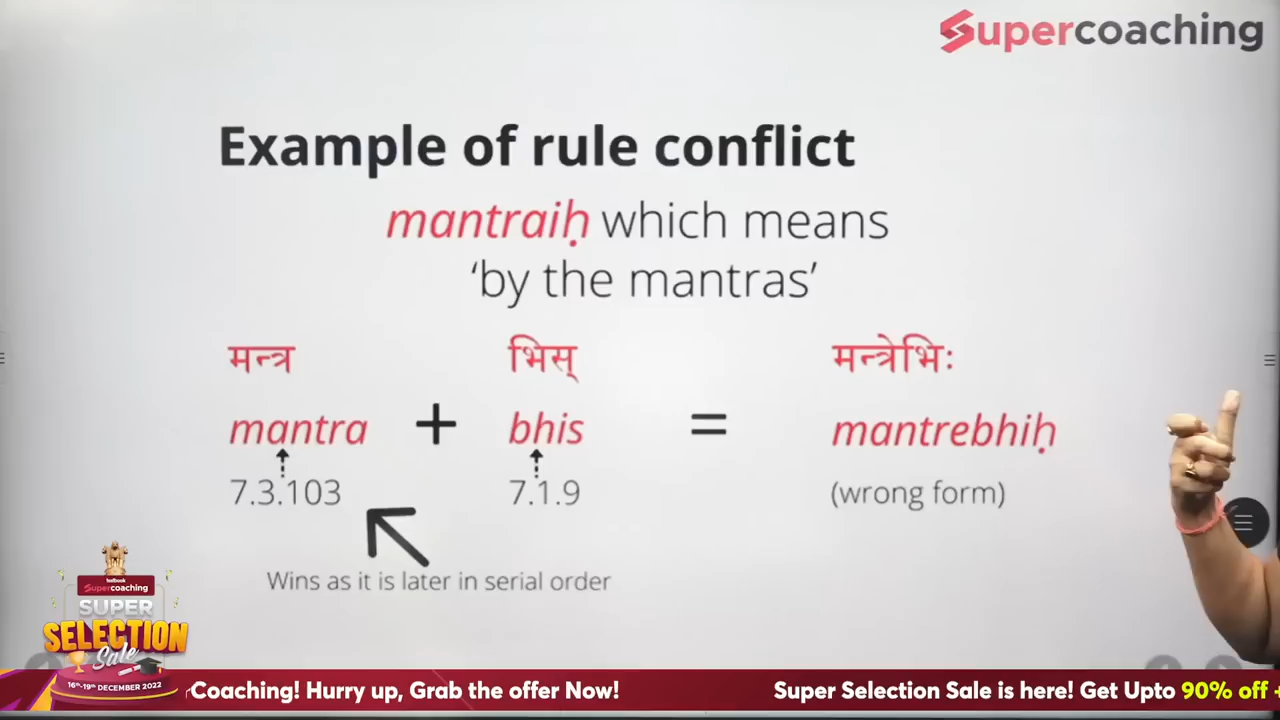 Supercoaching
Example of rule conflict
mantraiḥ which means
‘by the mantras’
मन्त्र भिस् मन्त्रेभिः
mantra + bhis = mantrebhiḥ
7.3.103 7.1.9 (wrong form)
Wins as it is later in serial order
testbook
Supercoaching
SUPER
SELECTION
Sale
16th-19th DECEMBER 2022
Coaching! Hurry up, Grab the offer Now! Super Selection Sale is here! Get Upto 90% off +